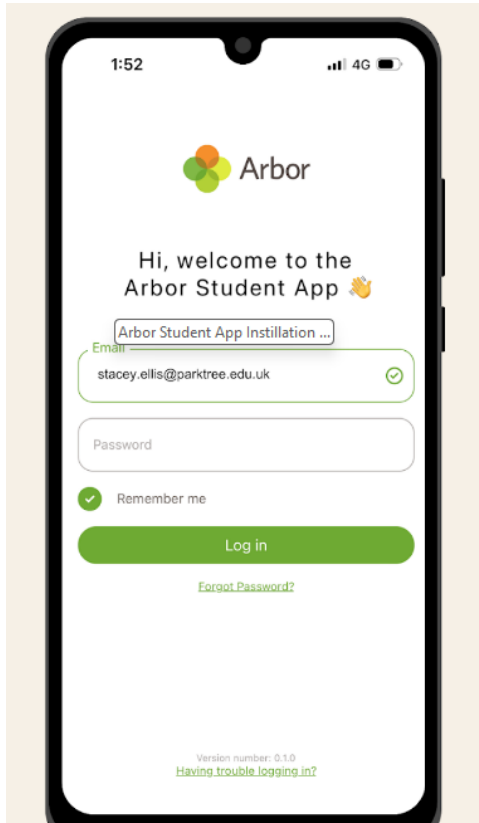 1:52
4G
Arbor
Hi, welcome to the
Arbor Student App 👋
Arbor Student App Instillation ...
Email
stacey.ellis@parktree.edu.uk
Password
Remember me
Log in
Forgot Password?
Version number: 0.1.0
Having trouble logging in?